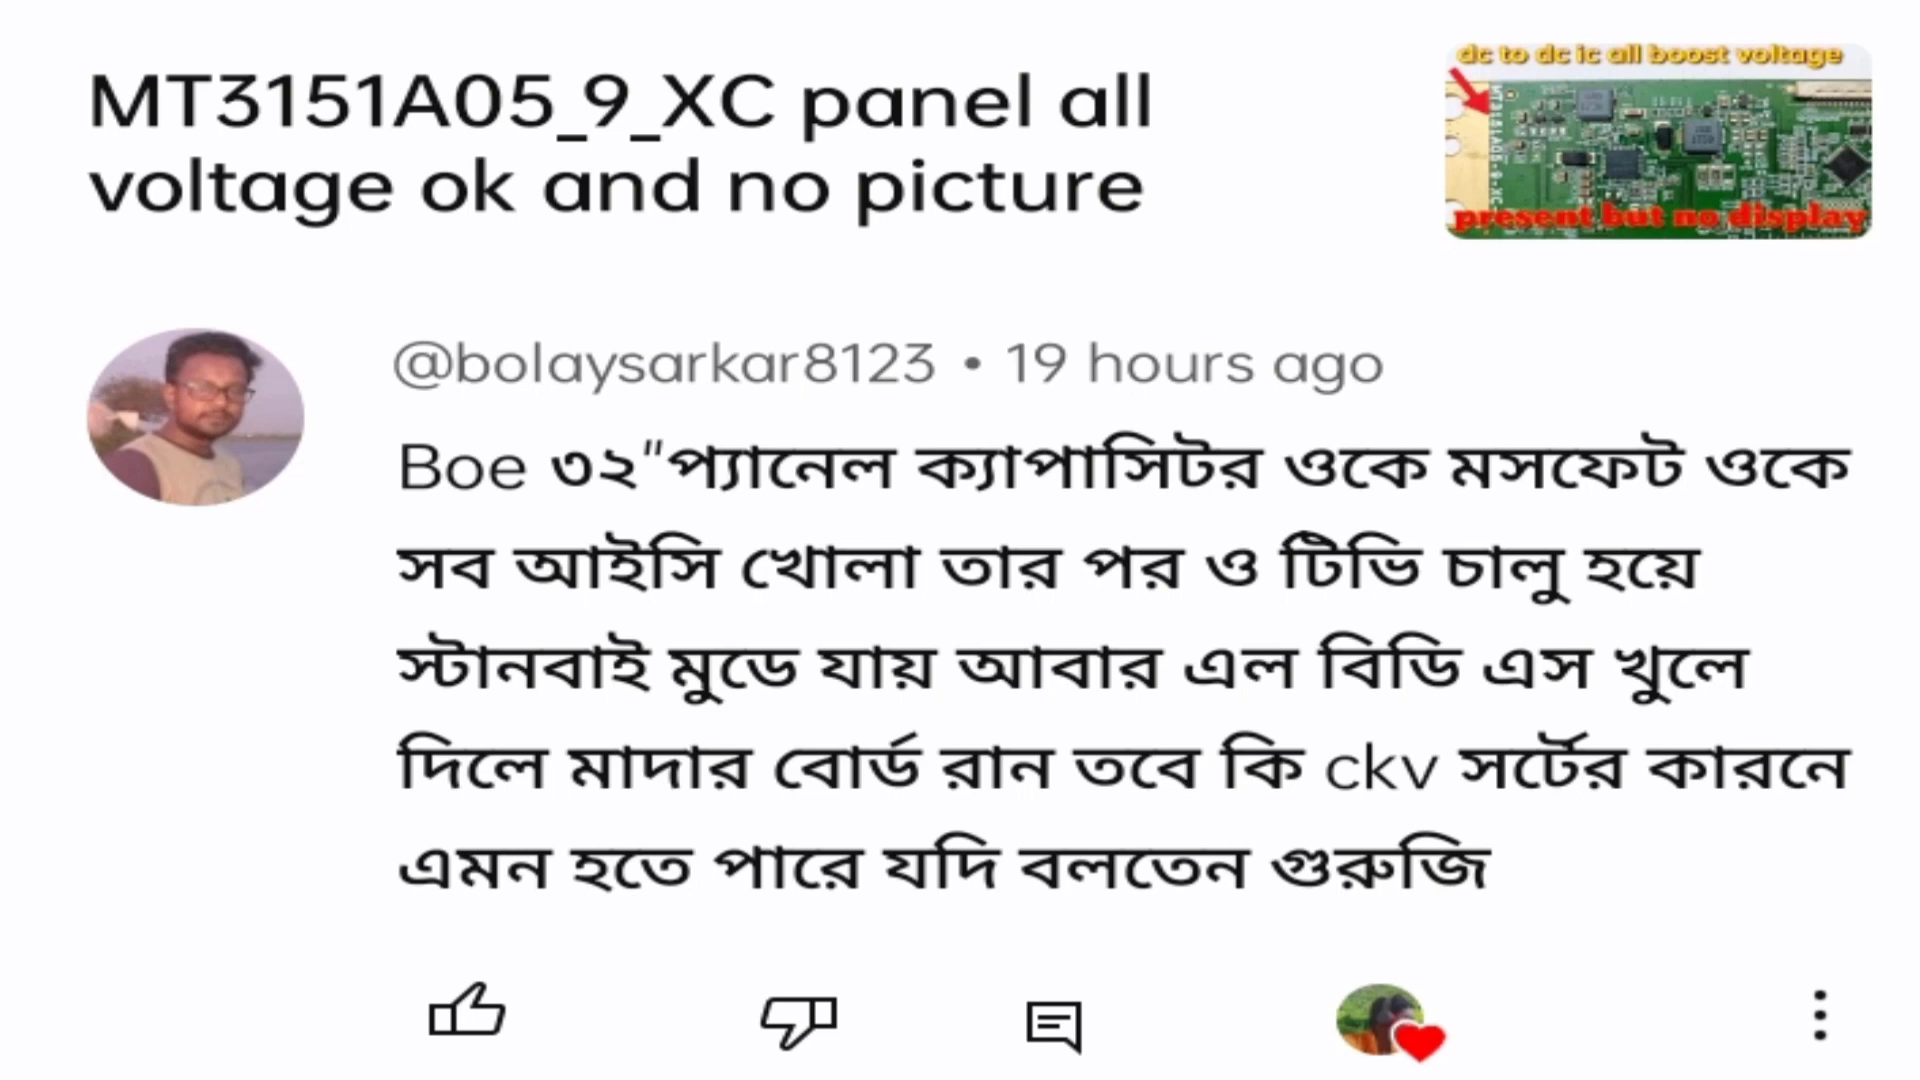 MT3151A05_9_XC panel all
voltage ok and no picture
dc to dc ic all boost voltage
present but no display
@bolaysarkar8123 • 19 hours ago
Boe ৩২"প্যানেল ক্যাপাসিটর ওকে মসফেট ওকে
সব আইসি খোলা তার পর ও টিভি চালু হয়ে
স্টানবাই মুডে যায় আবার এল বিডি এস খুলে
দিলে মাদার বোর্ড রান তবে কি ckv সর্টের কারনে
এমন হতে পারে যদি বলতেন গুরুজি